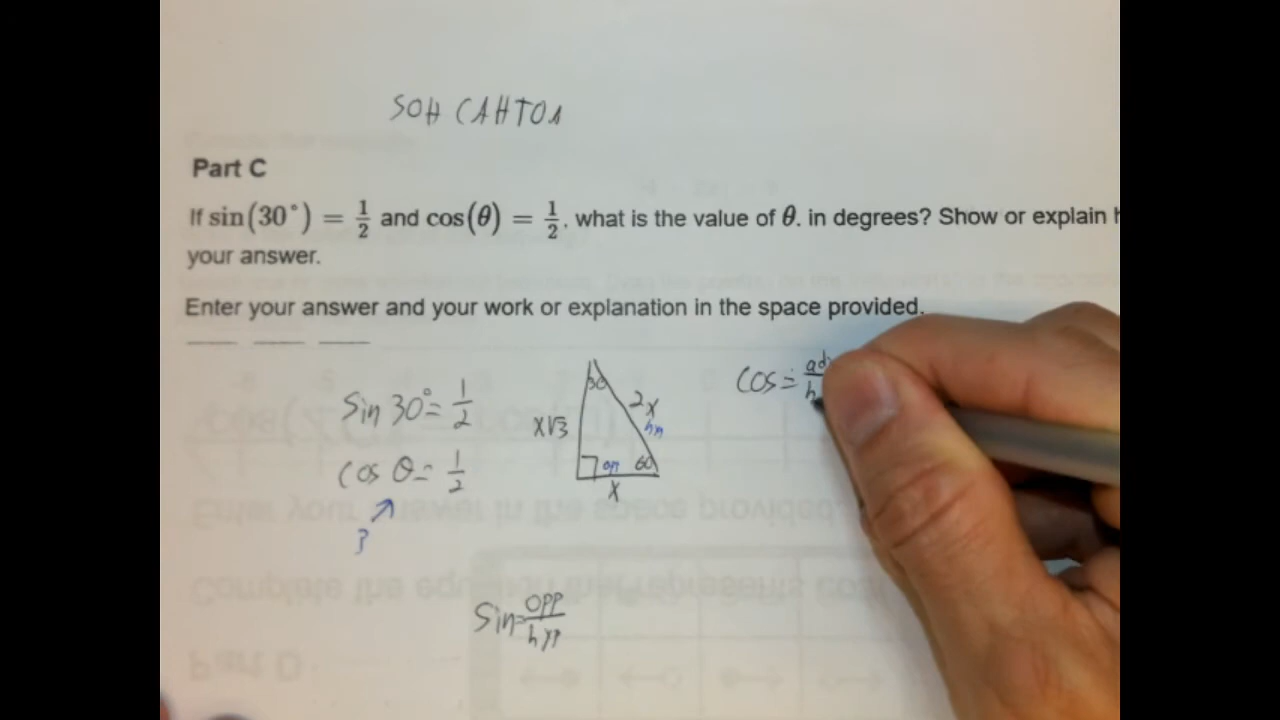 SOH CAHTOA
Part C
If sin(30°) = 1/2 and cos(θ) = 1/2, what is the value of θ. in degrees? Show or explain
your answer.
Enter your answer and your work or explanation in the space provided.
Sin 30° = 1/2
Cos θ = 1/2
?
30
2x
hyp
x√3
opp
60
x
Cos =
Sin = opp/hyp